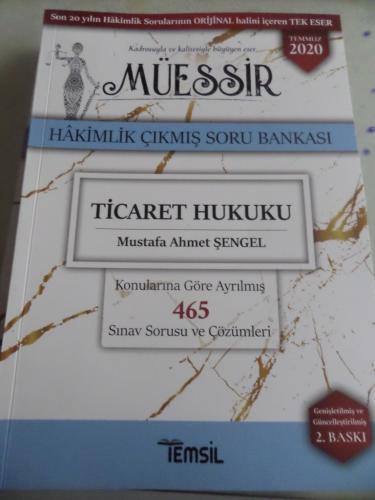 Son 20 yılın Hâkimlik Sorularının ORİJİNAL halini içeren TEK ESER
TEMMUZ
2020
Kadrosuyla ve kalitesiyle büyüyen eser...
MÜESSİR
HÂKİMLİK ÇIKMIŞ SORU BANKASI
TİCARET HUKUKU
Mustafa Ahmet ŞENGEL
Konularına Göre Ayrılmış
465
Sınav Sorusu ve Çözümleri
Genişletilmiş ve
Güncelleştirilmiş
2. BASKI
TEMSİL